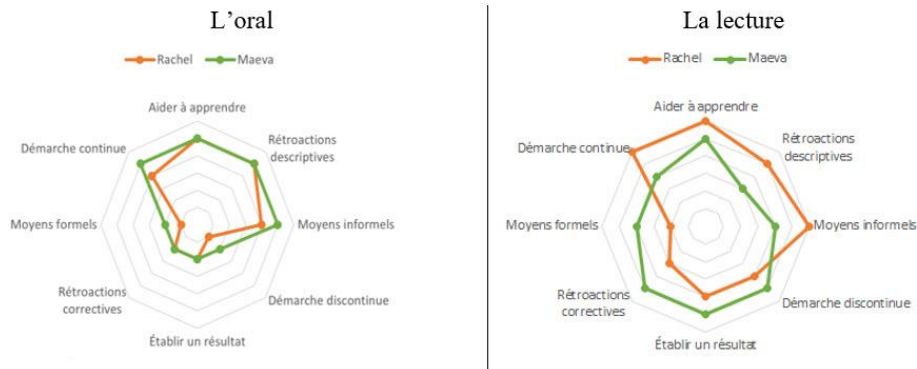 L’oral
Rachel Maeva
Aider à apprendre
Rétroactions
descriptives
Démarche continue
Moyens formels
Moyens informels
Rétroactions
correctives
Démarche discontinue
Établir un résultat
La lecture
Rachel Maeva
Aider à apprendre
Rétroactions
descriptives
Démarche continue
Moyens formels
Moyens informels
Rétroactions
correctives
Démarche discontinue
Établir un résultat